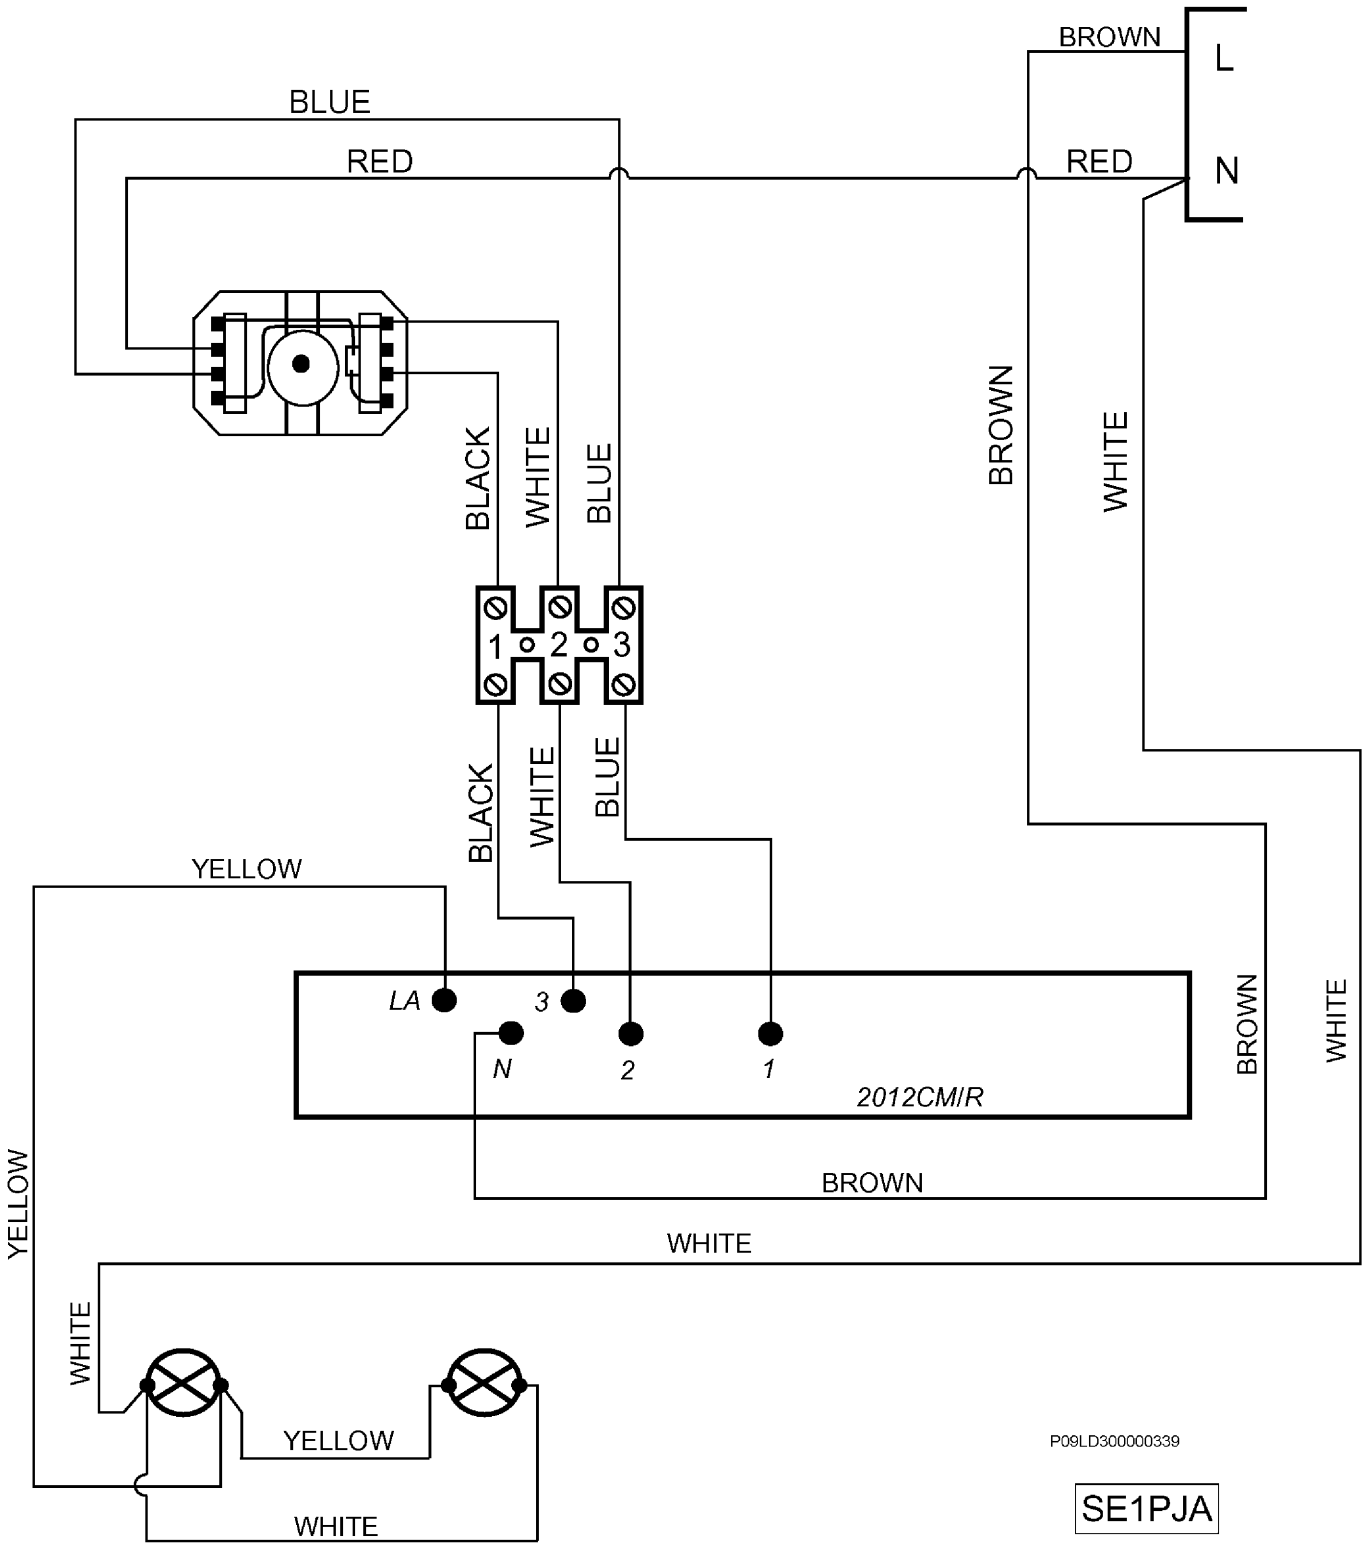 BROWN
L
BLUE
RED
RED
N
BROWN
WHITE
BLACK
WHITE
BLUE
1
2
3
BLACK
WHITE
BLUE
YELLOW
LA
3
N
2
1
2012CM/R
BROWN
WHITE
BROWN
YELLOW
WHITE
WHITE
YELLOW
WHITE
P09LD300000339
SE1PJA